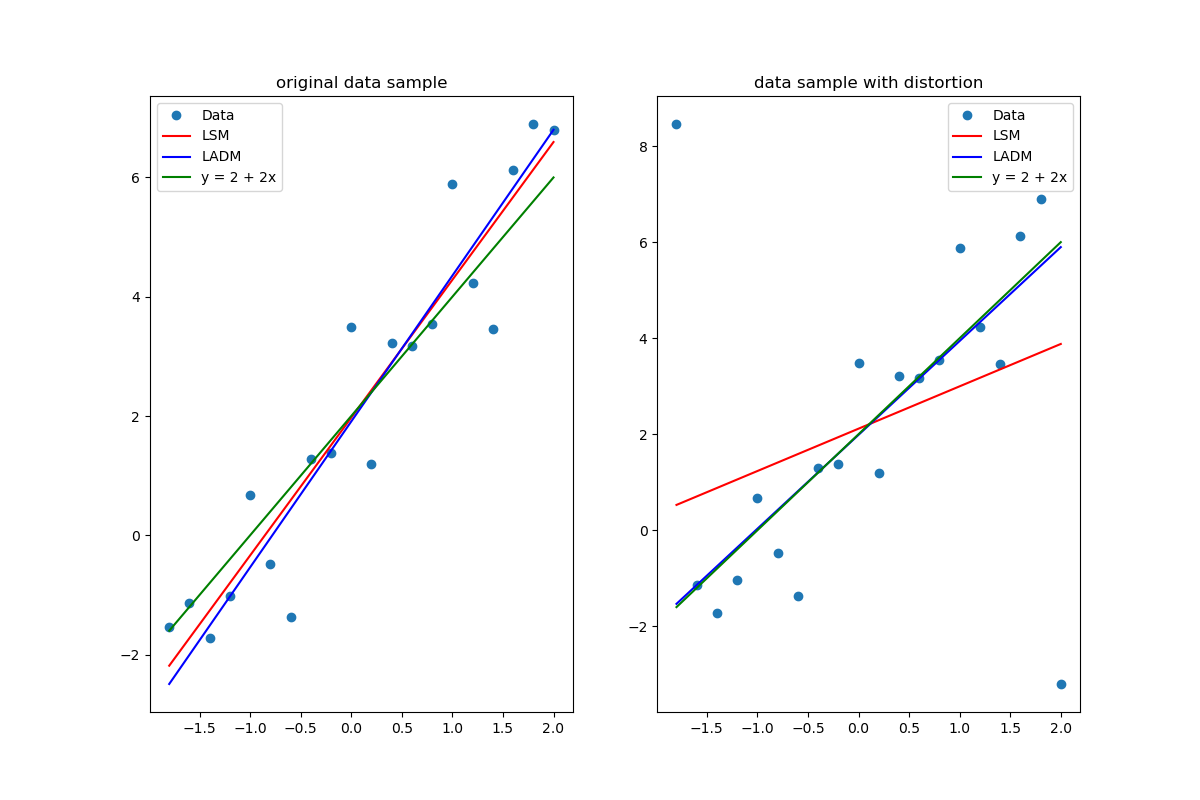 original data sample
Data
LSM
LADM
y = 2 + 2x
6
4
2
0
−2
−1.5 −1.0 −0.5 0.0 0.5 1.0 1.5 2.0
data sample with distortion
Data
LSM
LADM
y = 2 + 2x
8
6
4
2
0
−2
−1.5 −1.0 −0.5 0.0 0.5 1.0 1.5 2.0